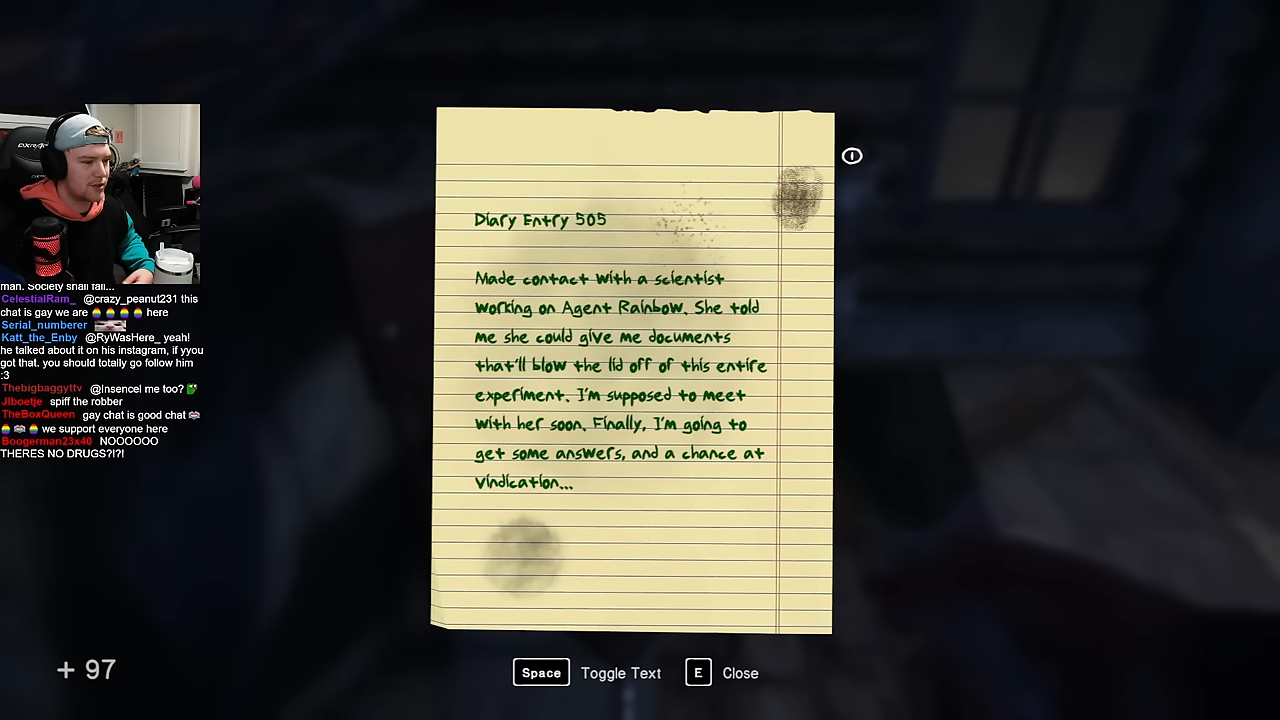 DXRA
man. Society shall fall...
CelestialRam_ @crazy_peanut231 this
chat is gay we are here
Serial_numberer
Katt_the_Enby @RyWasHere_ yeah!
he talked about it on his instagram, if yyou
got that. you should totally go follow him
:3
Thebigbaggyttv @Insencel me too?
Jlboetje spiff the robber
TheBoxQueen gay chat is good chat
we support everyone here
Boogerman23x40 NOOOOOO
THERES NO DRUGS?!?!
Diary Entry 505
Made contact with a scientist
working on Agent Rainbow. She told
me she could give me documents
that'll blow the lid off of this entire
experiment. I'm supposed to meet
with her soon. Finally, I'm going to
get some answers, and a chance at
vindication...
+ 97
Space Toggle Text E Close